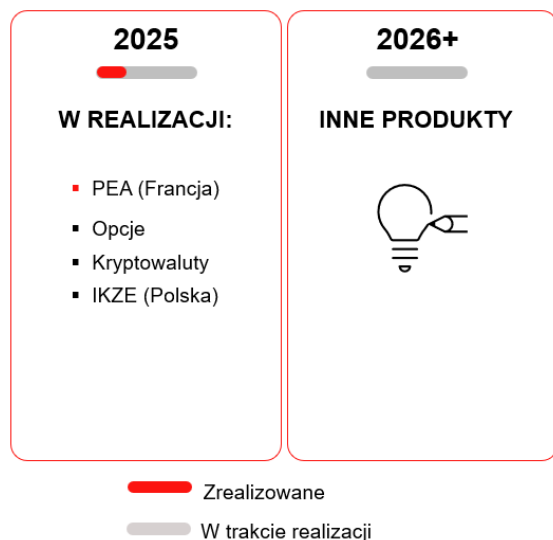 2025
W REALIZACJI:
▪ PEA (Francja)
▪ Opcje
▪ Kryptowaluty
▪ IKZE (Polska)
2026+
INNE PRODUKTY
Zrealizowane
W trakcie realizacji